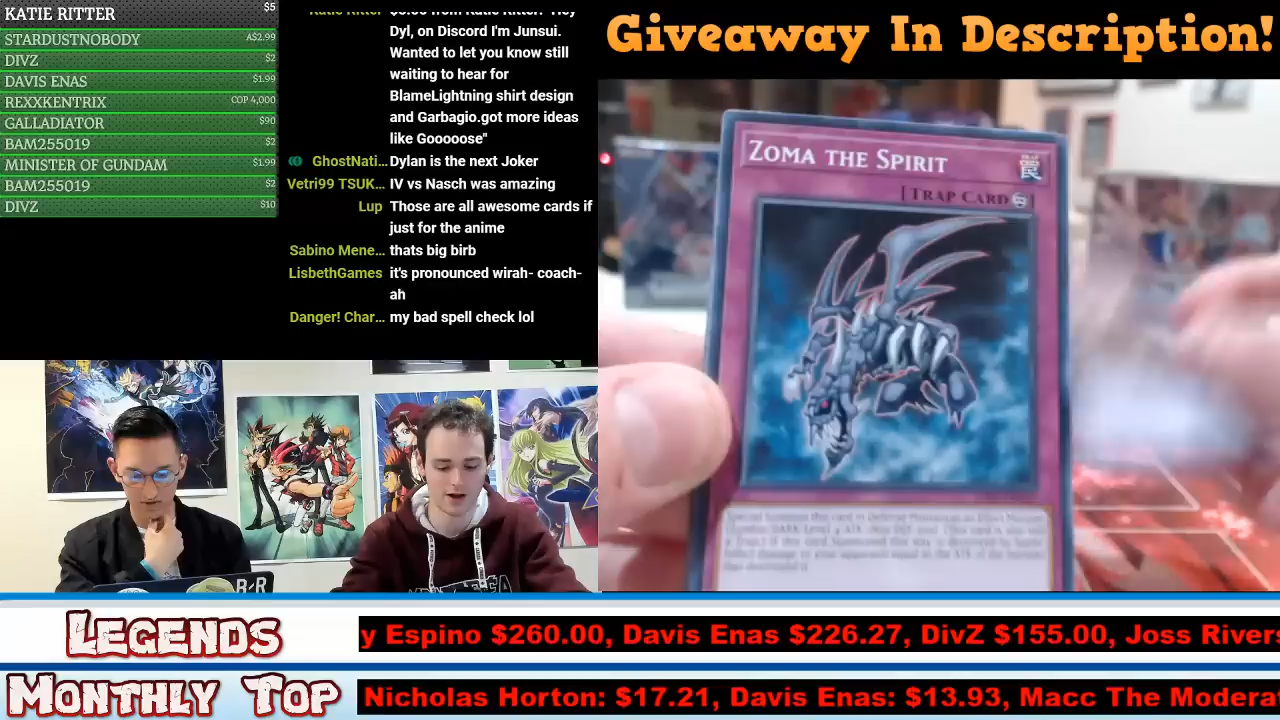 KATIE RITTER $5
STARDUSTNOBODY A$2.99
DIVZ $2
DAVIS ENAS $1.99
REXXKENTRIX COP 4,000
GALLADIATOR $90
BAM255019 $2
MINISTER OF GUNDAM $1.99
BAM255019 $2
DIVZ $10
Dyl, on Discord I'm Junsui.
Wanted to let you know still
waiting to hear for
BlameLightning shirt design
and Garbagio.got more ideas
like Gooooose"
GhostNati... Dylan is the next Joker
Vetri99 TSUK... IV vs Nasch was amazing
Lup Those are all awesome cards if
just for the anime
Sabino Mene... thats big birb
LisbethGames it's pronounced wirah- coach-
ah
Danger! Char... my bad spell check lol
Giveaway In Description!
Zoma the Spirit
[Trap Card]
Legends
y Espino $260.00, Davis Enas $226.27, DivZ $155.00, Joss Rivers
Monthly Top
Nicholas Horton: $17.21, Davis Enas: $13.93, Macc The Modera